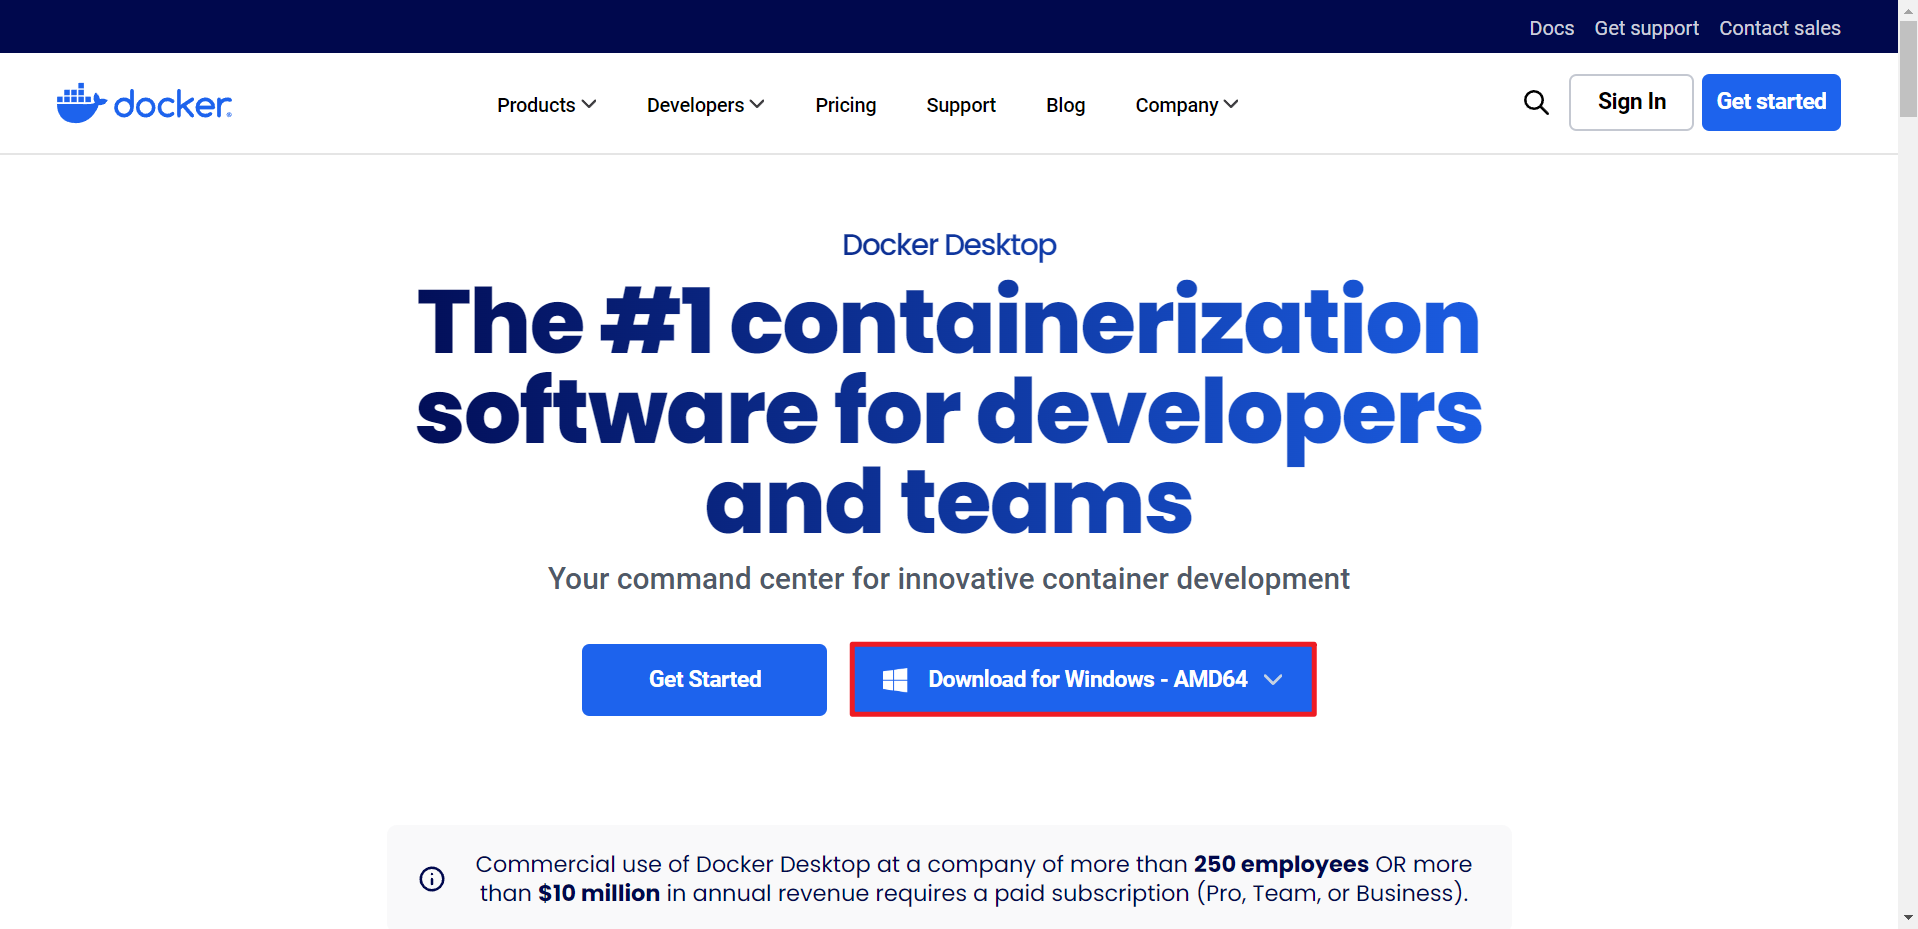 Docs Get support Contact sales
docker Products Developers Pricing Support Blog Company Sign In Get started
Docker Desktop
The #1 containerization
software for developers
and teams
Your command center for innovative container development
Get Started Download for Windows - AMD64
Commercial use of Docker Desktop at a company of more than 250 employees OR more
than $10 million in annual revenue requires a paid subscription (Pro, Team, or Business).